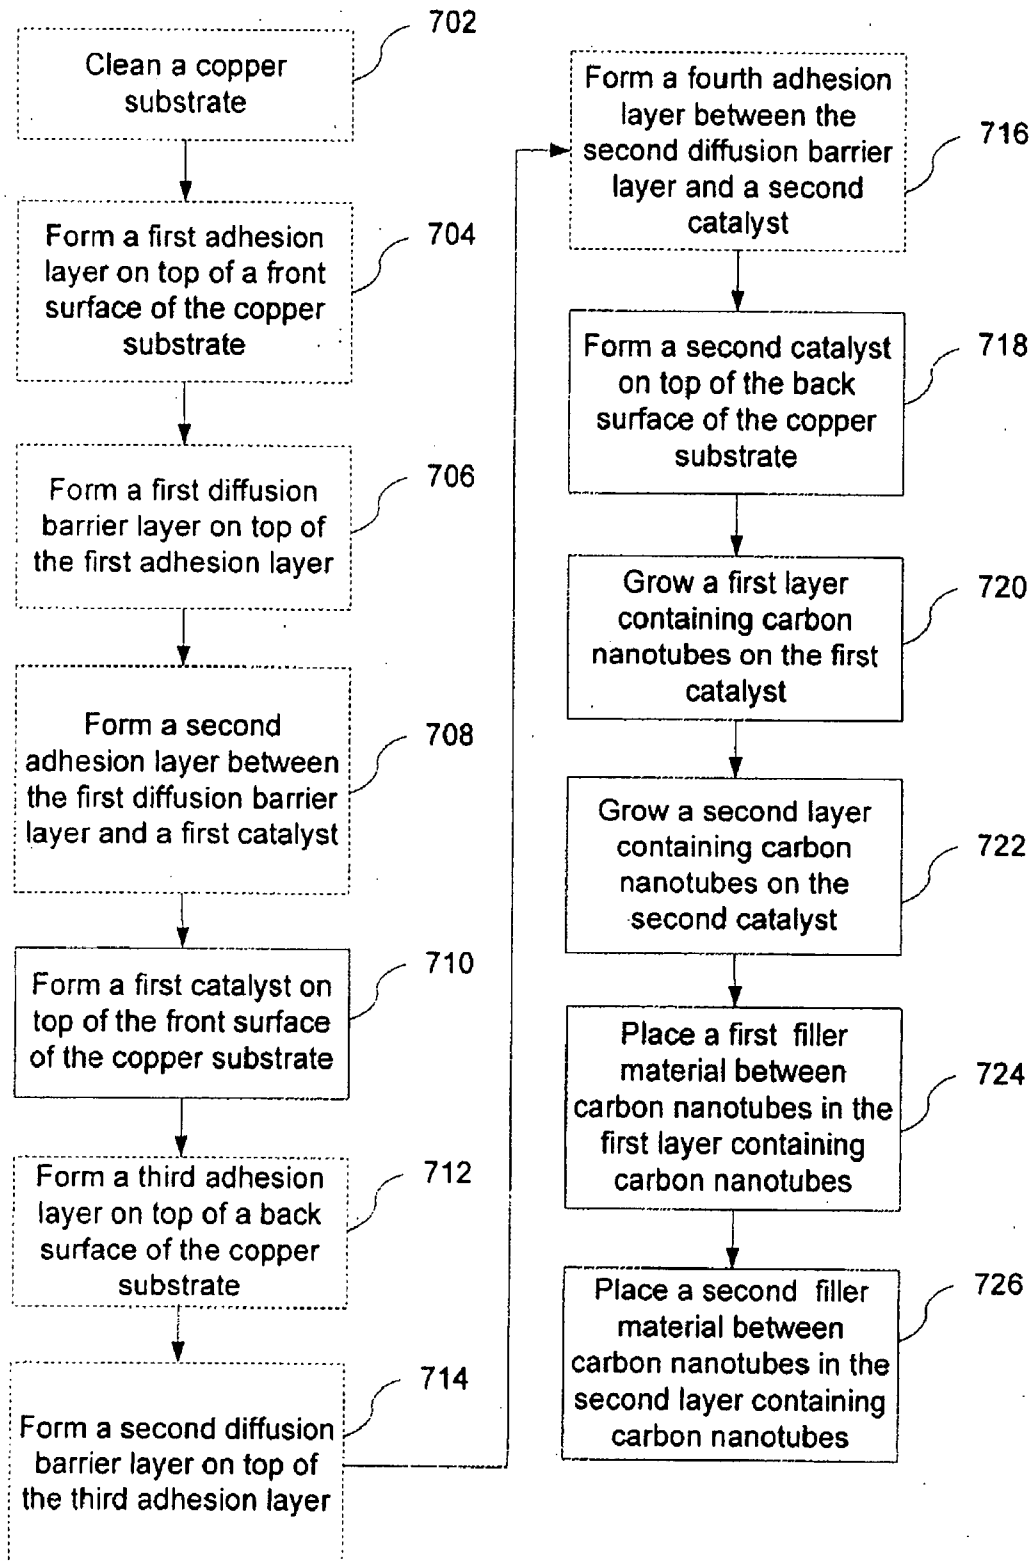 702
Clean a copper
substrate
704
Form a first adhesion
layer on top of a front
surface of the copper
substrate
706
Form a first diffusion
barrier layer on top of
the first adhesion layer
708
Form a second
adhesion layer between
the first diffusion barrier
layer and a first catalyst
710
Form a first catalyst on
top of the front surface
of the copper substrate
712
Form a third adhesion
layer on top of a back
surface of the copper
substrate
714
Form a second diffusion
barrier layer on top of
the third adhesion layer
716
Form a fourth adhesion
layer between the
second diffusion barrier
layer and a second
catalyst
718
Form a second catalyst
on top of the back
surface of the copper
substrate
720
Grow a first layer
containing carbon
nanotubes on the first
catalyst
722
Grow a second layer
containing carbon
nanotubes on the
second catalyst
724
Place a first filler
material between
carbon nanotubes in the
first layer containing
carbon nanotubes
726
Place a second filler
material between
carbon nanotubes in the
second layer containing
carbon nanotubes